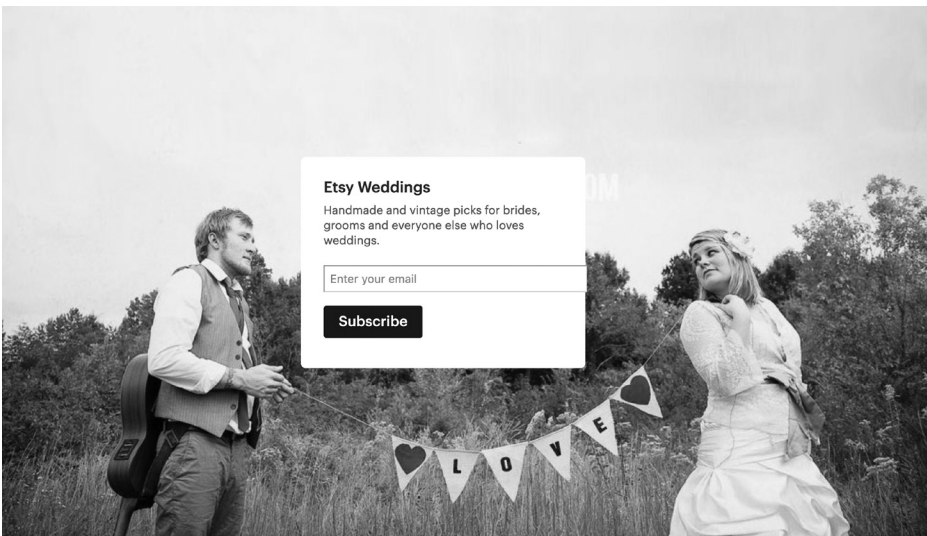 Etsy Weddings
Handmade and vintage picks for brides,
grooms and everyone else who loves
weddings.
Enter your email
Subscribe
L O V E